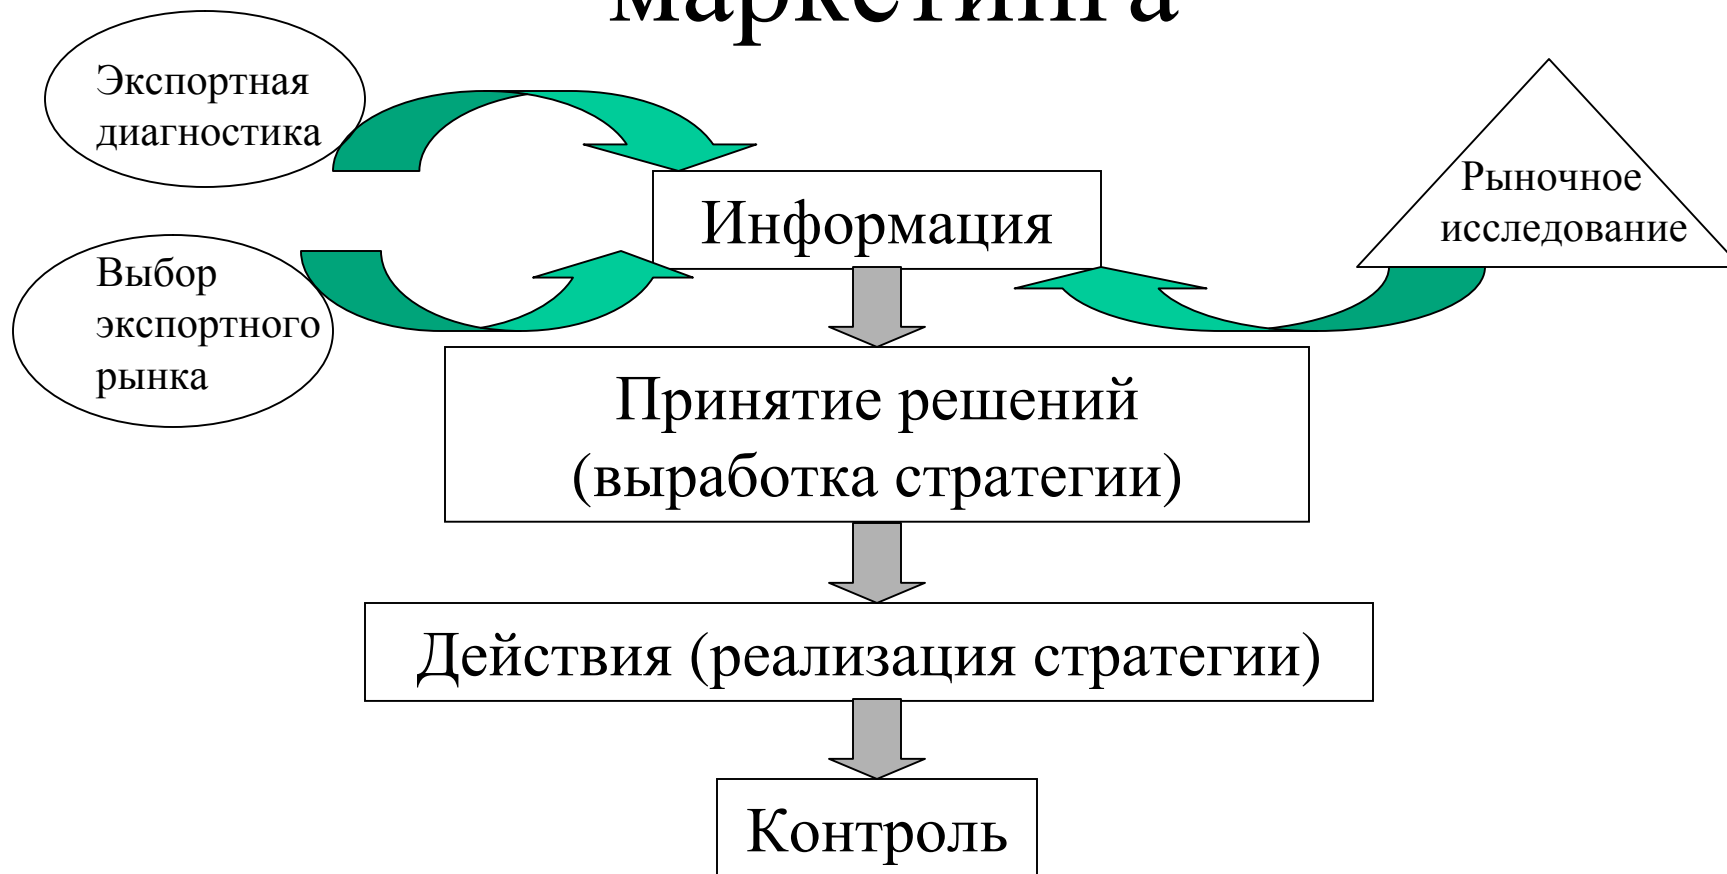 маркетинга
Экспортная
диагностика
Информация
Рыночное
исследование
Выбор
экспортного
рынка
Принятие решений
(выработка стратегии)
Действия (реализация стратегии)
Контроль